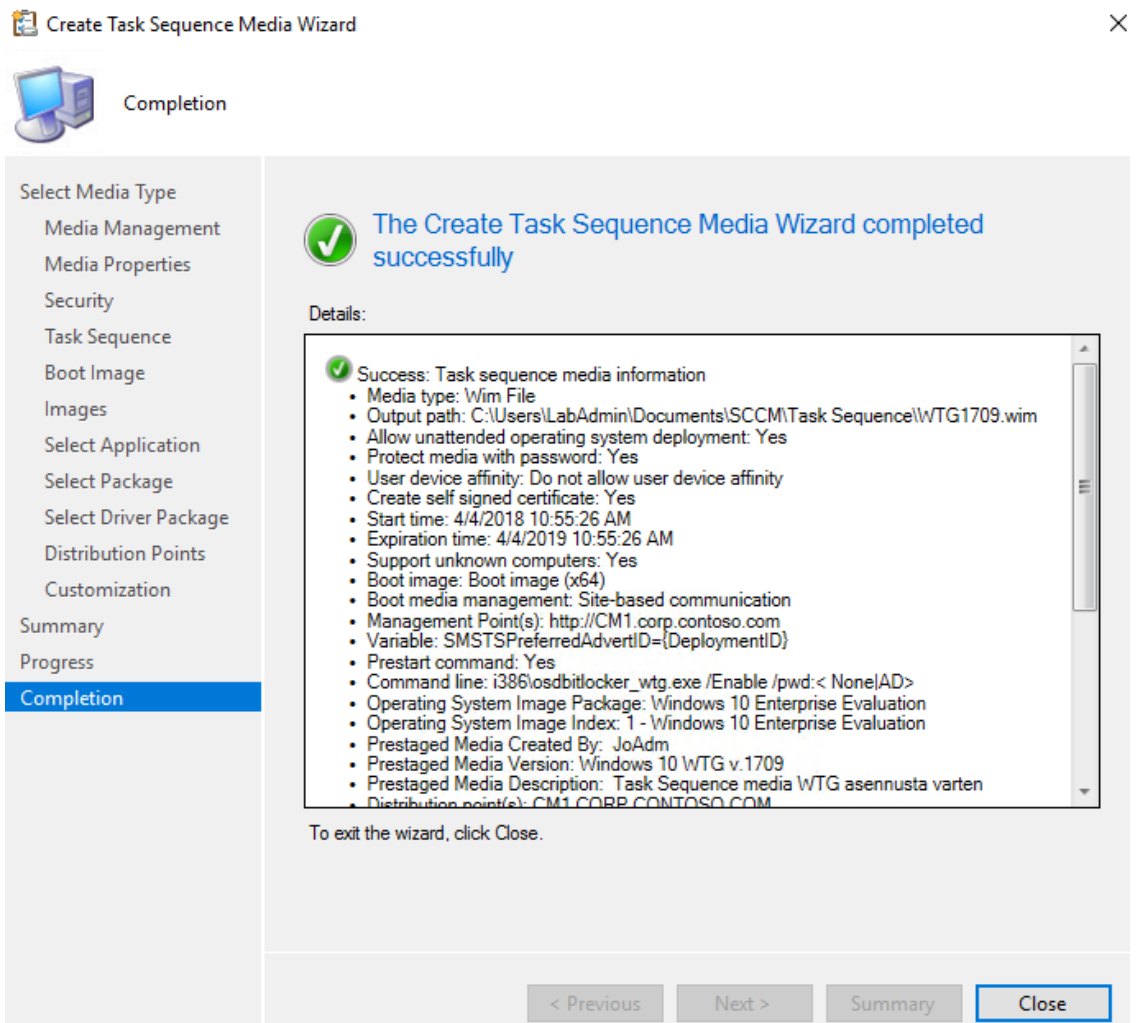 Create Task Sequence Media Wizard
Completion
Select Media Type
Media Management
Media Properties
Security
Task Sequence
Boot Image
Images
Select Application
Select Package
Select Driver Package
Distribution Points
Customization
Summary
Progress
Completion
The Create Task Sequence Media Wizard completed
successfully
Details:
Success: Task sequence media information
• Media type: Wim File
• Output path: C:\Users\LabAdmin\Documents\SCCM\Task Sequence\WTG1709.wim
• Allow unattended operating system deployment: Yes
• Protect media with password: Yes
• User device affinity: Do not allow user device affinity
• Create self signed certificate: Yes
• Start time: 4/4/2018 10:55:26 AM
• Expiration time: 4/4/2019 10:55:26 AM
• Support unknown computers: Yes
• Boot image: Boot image (x64)
• Boot media management: Site-based communication
• Management Point(s): http://CM1.corp.contoso.com
• Variable: SMSTSPreferredAdvertID={DeploymentID}
• Prestart command: Yes
• Command line: i386\osdbitlocker_wtg.exe /Enable /pwd:< None|AD>
• Operating System Image Package: Windows 10 Enterprise Evaluation
• Operating System Image Index: 1 - Windows 10 Enterprise Evaluation
• Prestaged Media Created By: JoAdm
• Prestaged Media Version: Windows 10 WTG v.1709
• Prestaged Media Description: Task Sequence media WTG asennusta varten
• Distribution point(s): CM1.CORP.CONTOSO.COM
To exit the wizard, click Close.
< Previous
Next >
Summary
Close